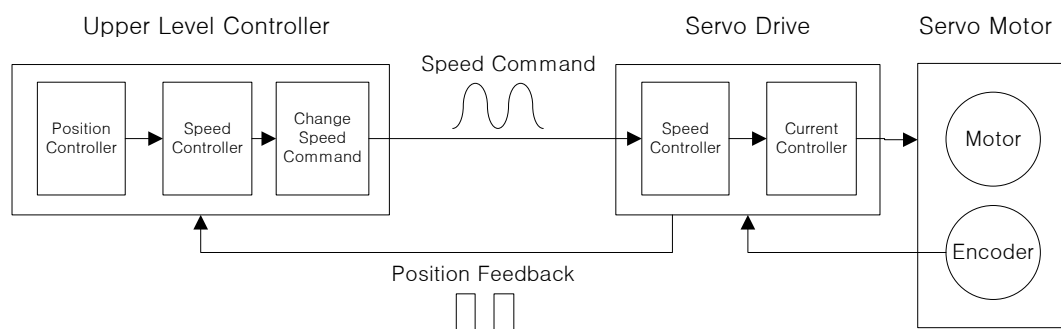 Upper Level Controller
Servo Drive
Servo Motor
Speed Command
Position
Controller
Speed
Controller
Change
Speed
Command
Speed
Controller
Current
Controller
Motor
Encoder
Position Feedback